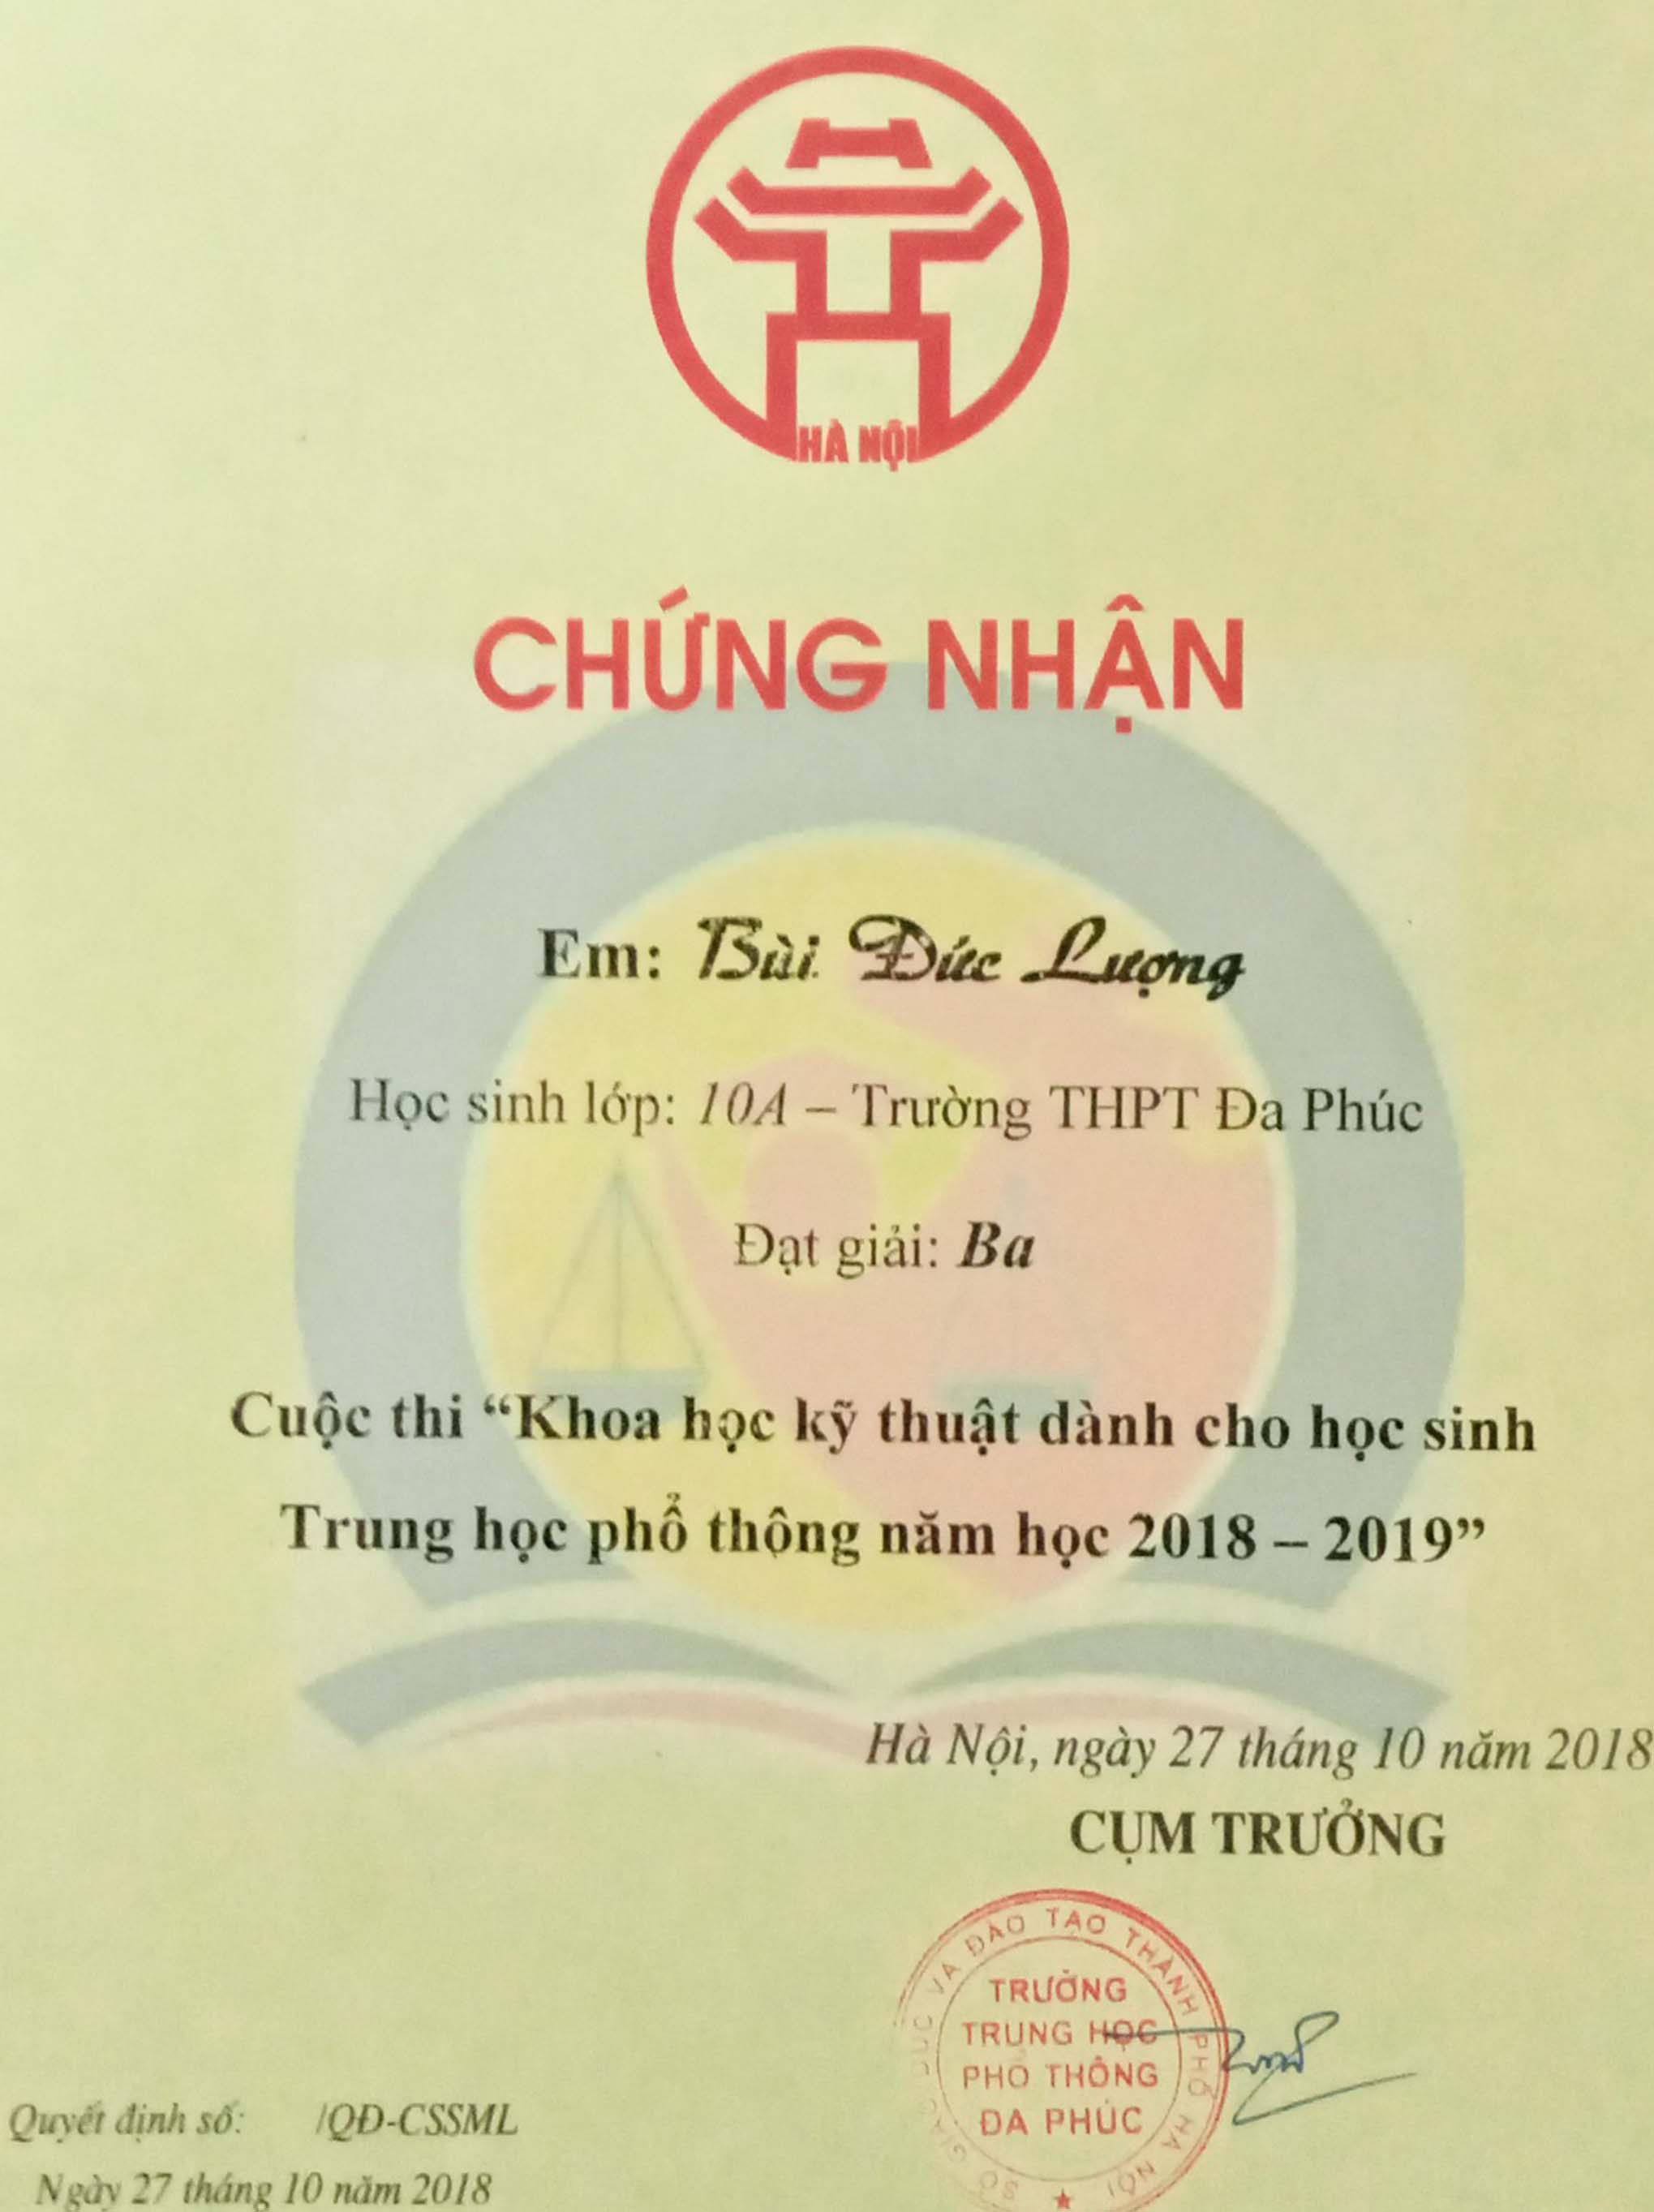 HÀ NỘI
CHỨNG NHẬN
Em: Bùi Đức Lượng
Học sinh lớp: 10A – Trường THPT Đa Phúc
Đạt giải: Ba
Cuộc thi “Khoa học kỹ thuật dành cho học sinh
Trung học phổ thông năm học 2018 – 2019”
Hà Nội, ngày 27 tháng 10 năm 2018
CỤM TRƯỞNG
SỞ GIÁO DỤC VÀ ĐÀO TẠO THÀNH PHỐ HÀ NỘI
TRƯỜNG
TRUNG HỌC
PHỔ THÔNG
ĐA PHÚC
Quyết định số: /QĐ-CSSML
Ngày 27 tháng 10 năm 2018